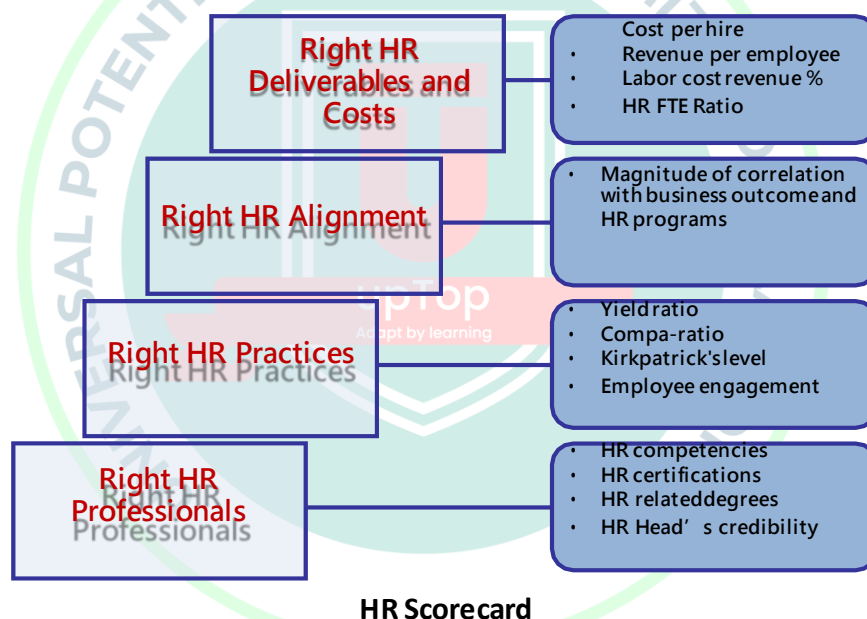 Right HR
Deliverables and
Costs
Cost per hire
• Revenue per employee
• Labor cost revenue %
• HR FTE Ratio
Right HR Alignment
• Magnitude of correlation
with business outcome and
HR programs
upTop
Adapt by learning
Right HR Practices
• Yield ratio
• Compa-ratio
• Kirkpatrick's level
• Employee engagement
Right HR
Professionals
• HR competencies
• HR certifications
• HR related degrees
• HR Head's credibility
HR Scorecard